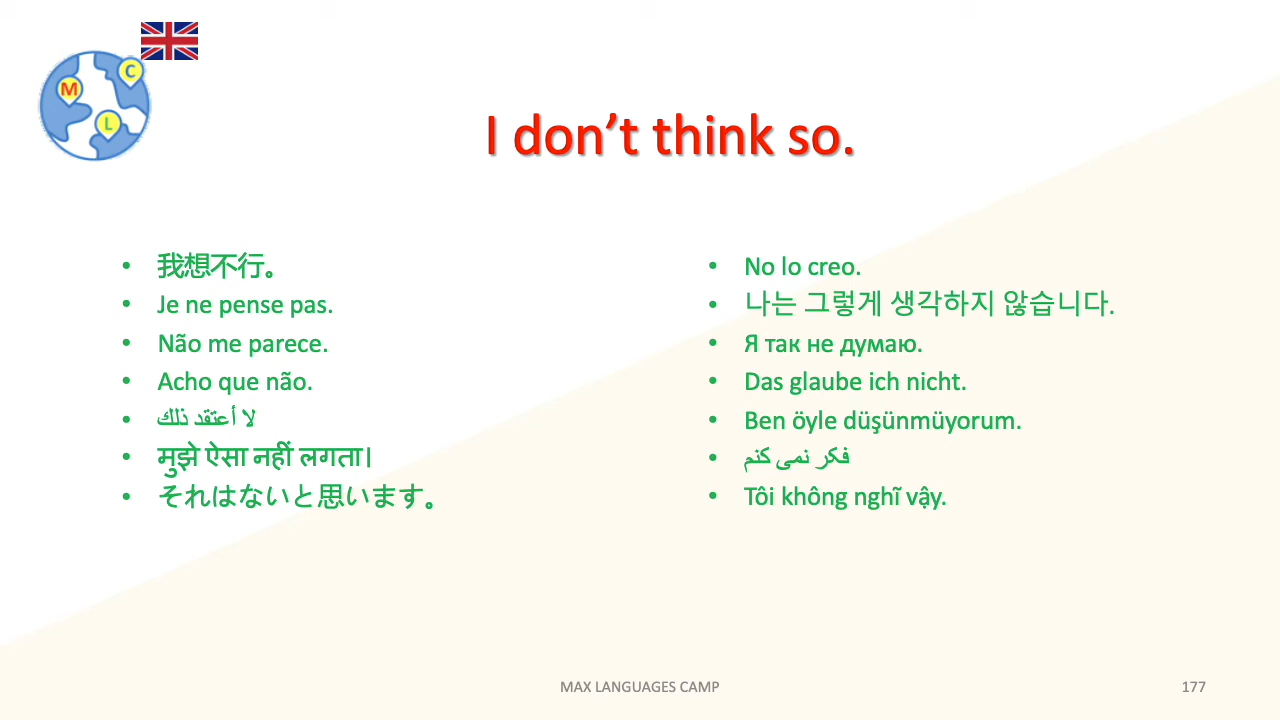 C
M
L
I don’t think so.
• 我想不行。
• Je ne pense pas.
• Não me parece.
• Acho que não.
• لا أعتقد ذلك
• मुझे ऐसा नहीं लगता।
• それはないと思います。
• No lo creo.
• 나는 그렇게 생각하지 않습니다.
• Я так не думаю.
• Das glaube ich nicht.
• Ben öyle düşünmüyorum.
• فکر نمی کنم
• Tôi không nghĩ vậy.
MAX LANGUAGES CAMP
177